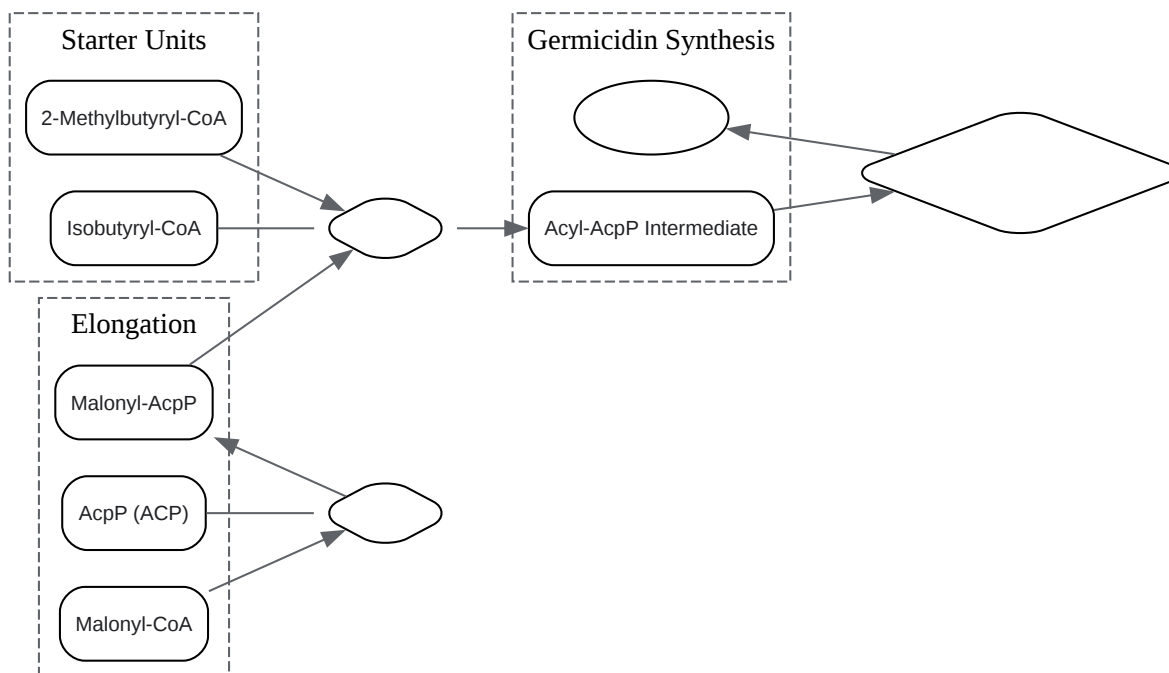 Starter Units
2-Methylbutyryl-CoA
Isobutyryl-CoA
Germicidin Synthesis
Acyl-AcpP Intermediate
Elongation
Malonyl-AcpP
AcpP (ACP)
Malonyl-CoA